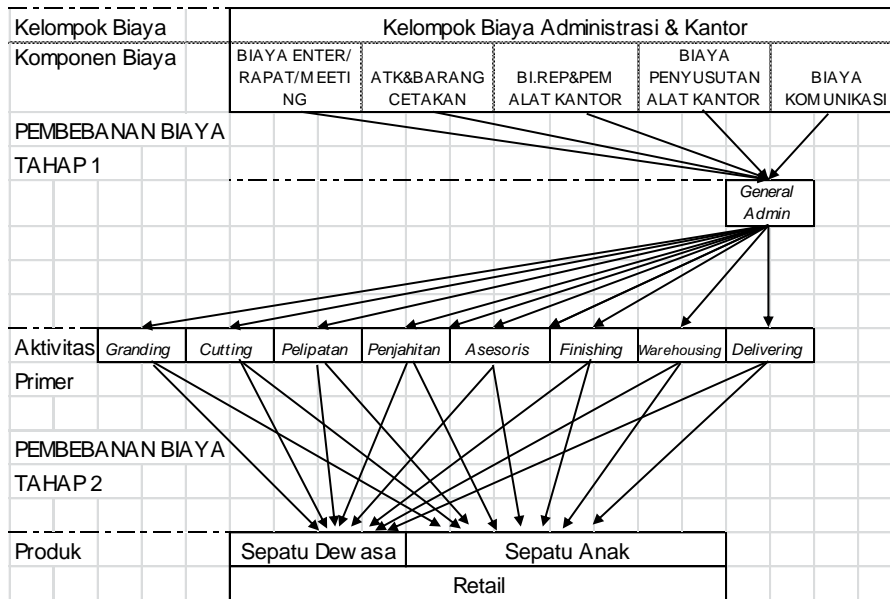 Kelompok Biaya
Kelompok Biaya Administrasi & Kantor
Komponen Biaya
BIAYA ENTER/
RAPAT/MEETI
NG
ATK&BARANG
CETAKAN
BI.REP&PEM
ALAT KANTOR
BIAYA
PENYUSUTAN
ALAT KANTOR
BIAYA
KOMUNIKASI
PEMBEBANAN BIAYA
TAHAP 1
General
Admin
Aktivitas
Granding
Cutting
Pelipatan
Penjahitan
Asesoris
Finishing
Warehousing
Delivering
Primer
PEMBEBANAN BIAYA
TAHAP 2
Produk
Sepatu Dewasa
Sepatu Anak
Retail